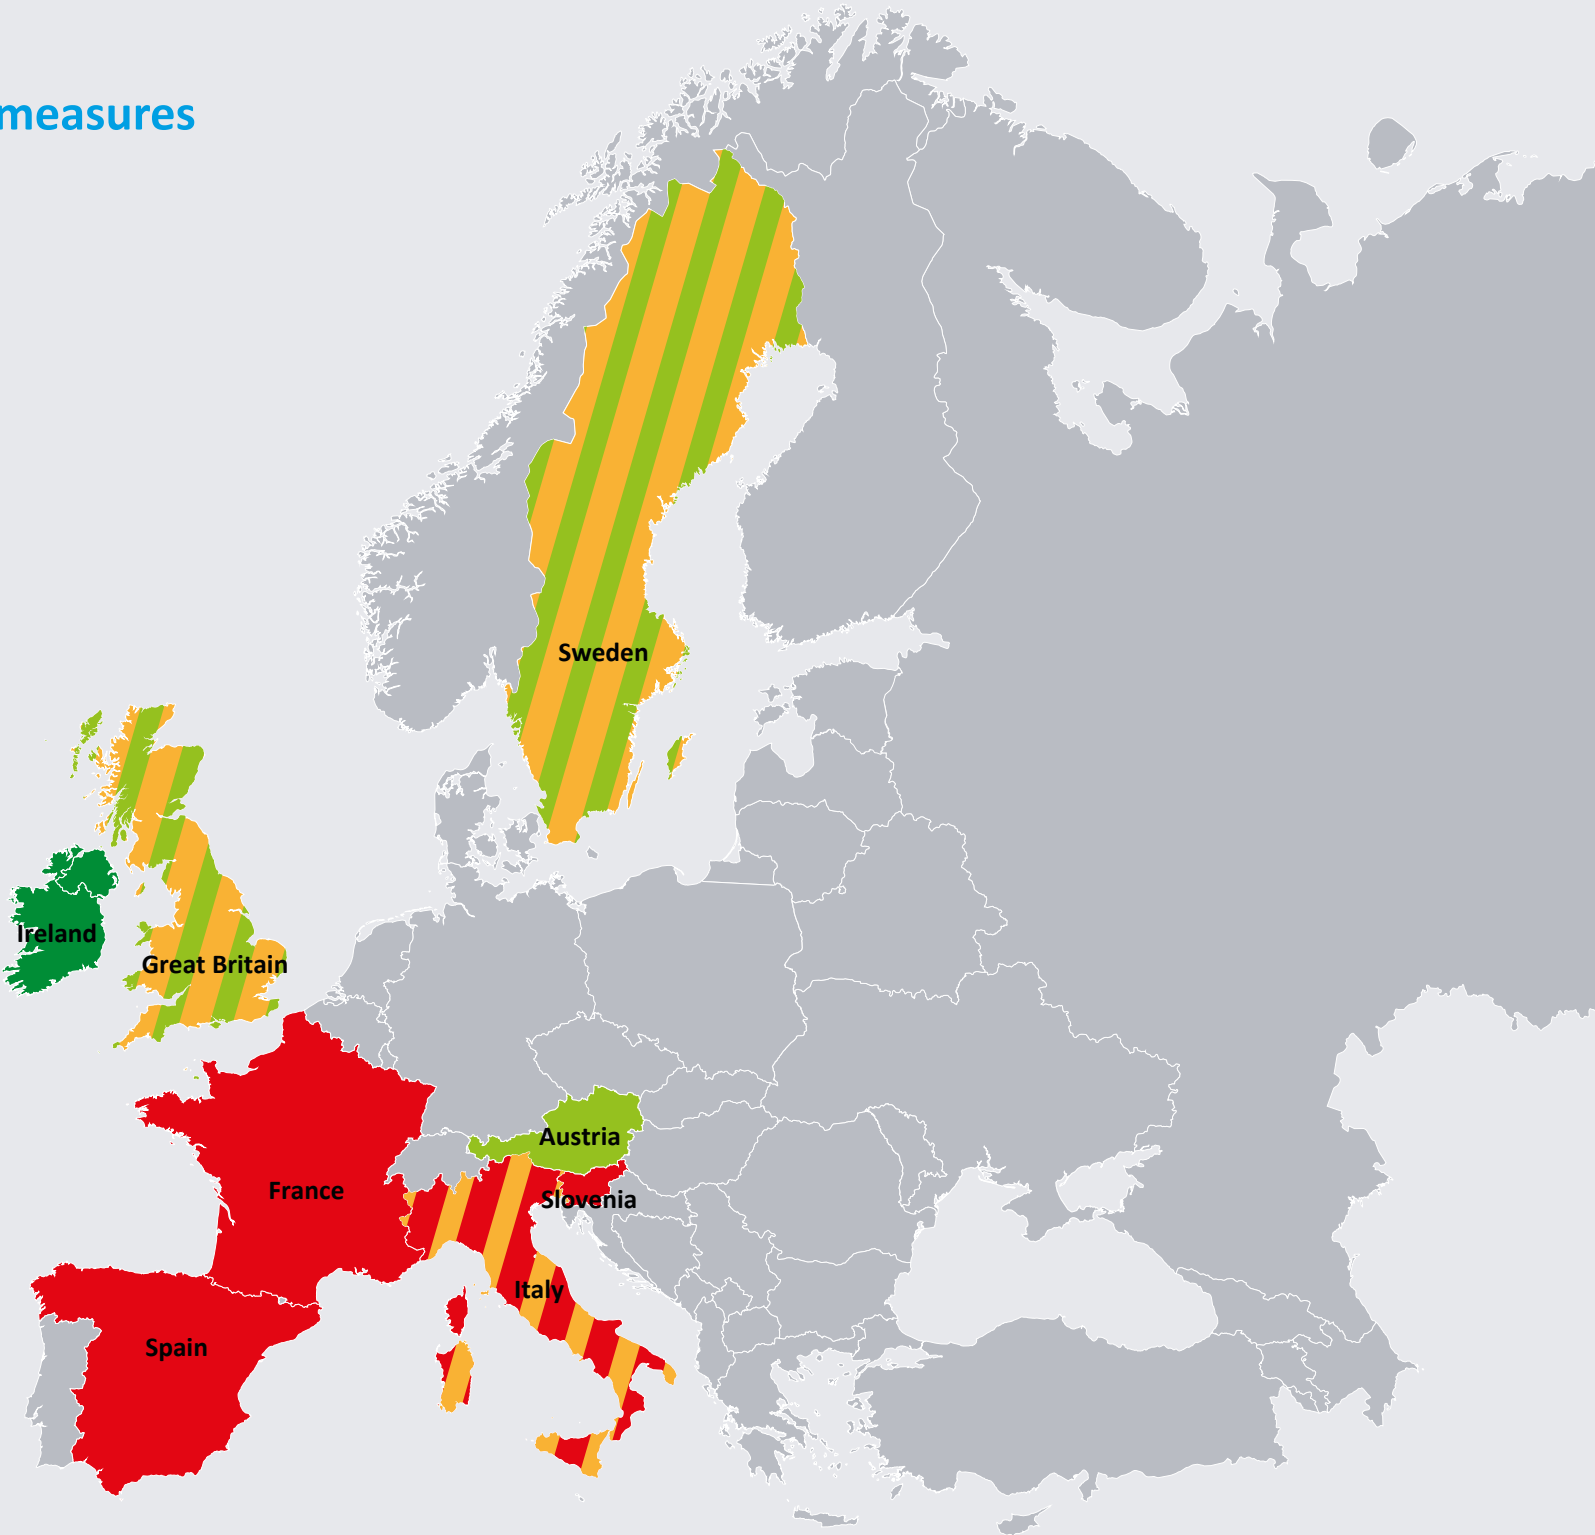 measures
Sweden
Ireland
Great Britain
Austria
France
Slovenia
Italy
Spain